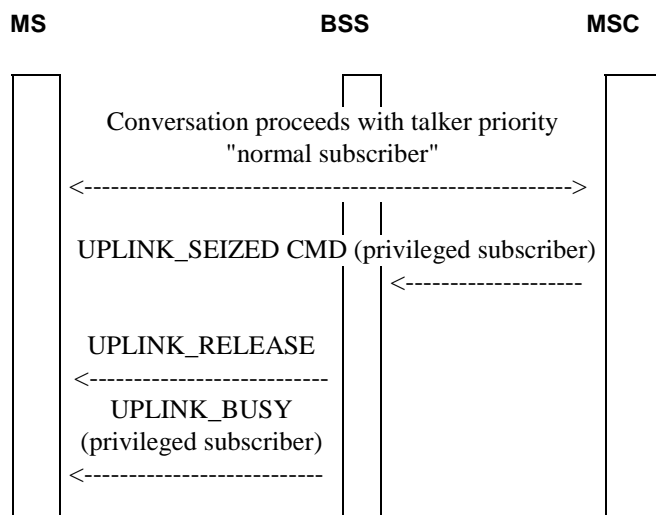 MS BSS MSC
Conversation proceeds with talker priority
"normal subscriber"
<------------------------------------------------------->
UPLINK_SEIZED CMD (privileged subscriber)
<--------------------
UPLINK_RELEASE
<---------------------------
UPLINK_BUSY
(privileged subscriber)
<---------------------------